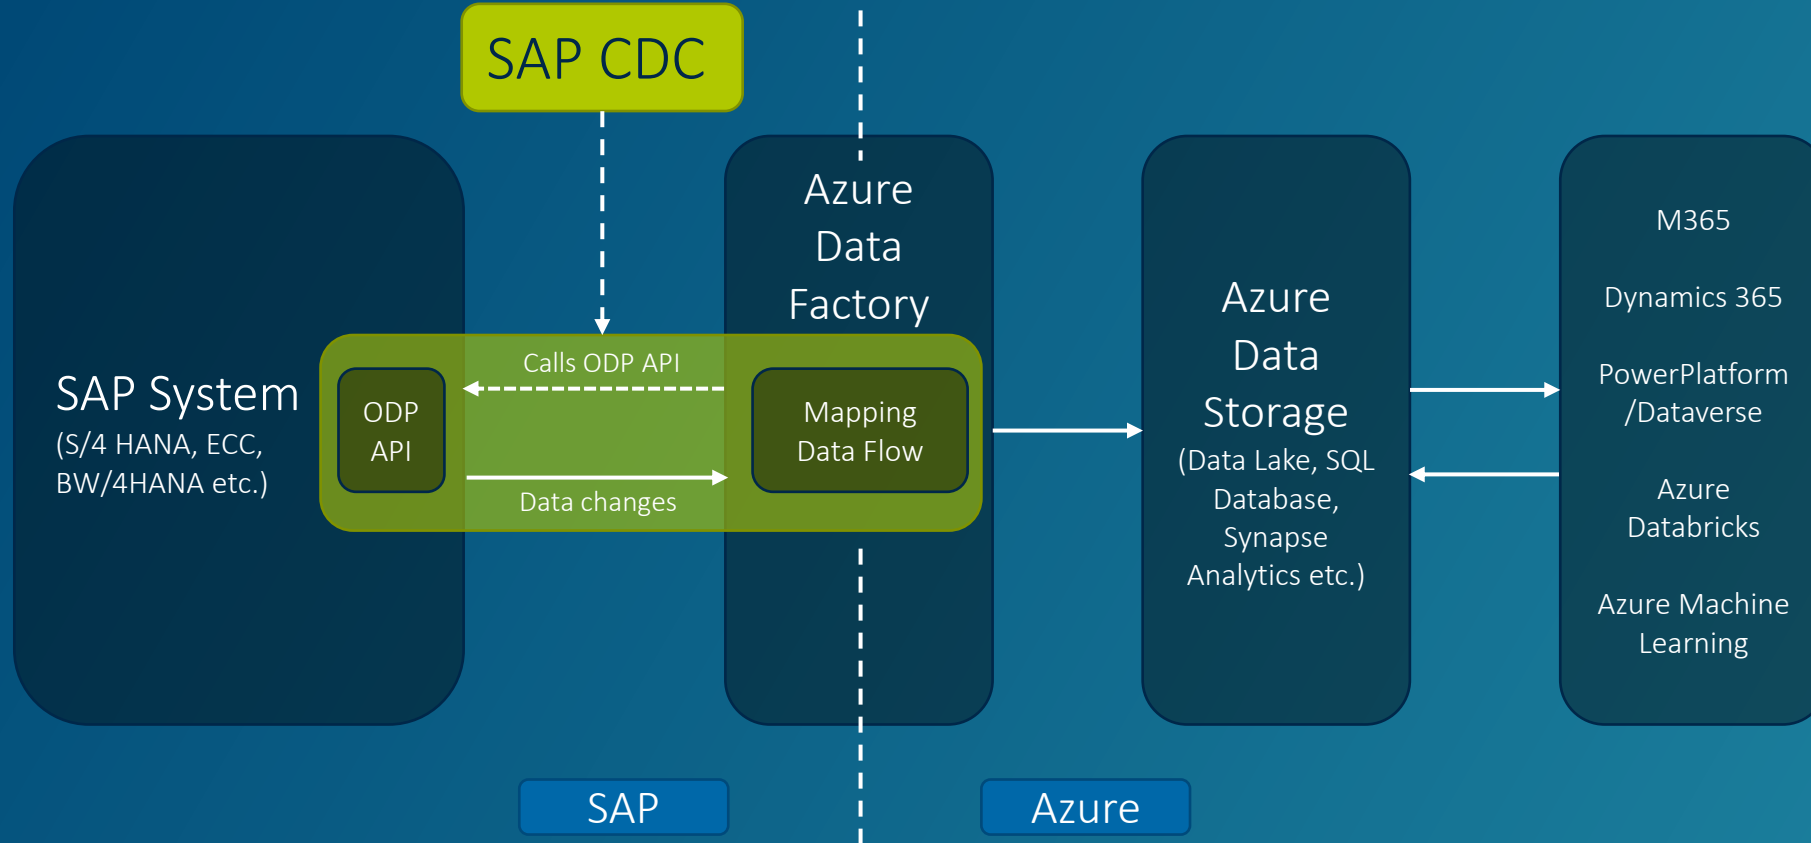 SAP CDC
SAP System
(S/4 HANA, ECC,
BW/4HANA etc.)
ODP
API
Calls ODP API
Data changes
Azure
Data
Factory
Mapping
Data Flow
Azure
Data
Storage
(Data Lake, SQL
Database,
Synapse
Analytics etc.)
M365
Dynamics 365
PowerPlatform
/Dataverse
Azure
Databricks
Azure Machine
Learning
SAP
Azure